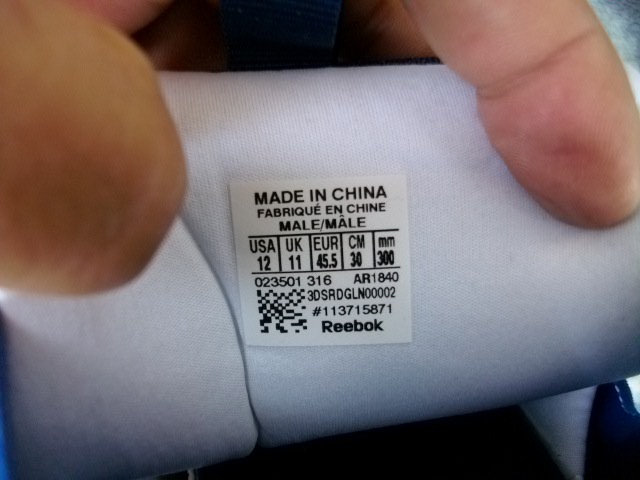 MADE IN CHINA
FABRIQUÉ EN CHINE
MALE/MÂLE
USA UK EUR CM mm
12 11 45.5 30 300
023501 316 AR1840
3DSRDGLN00002
#113715871
Reebok